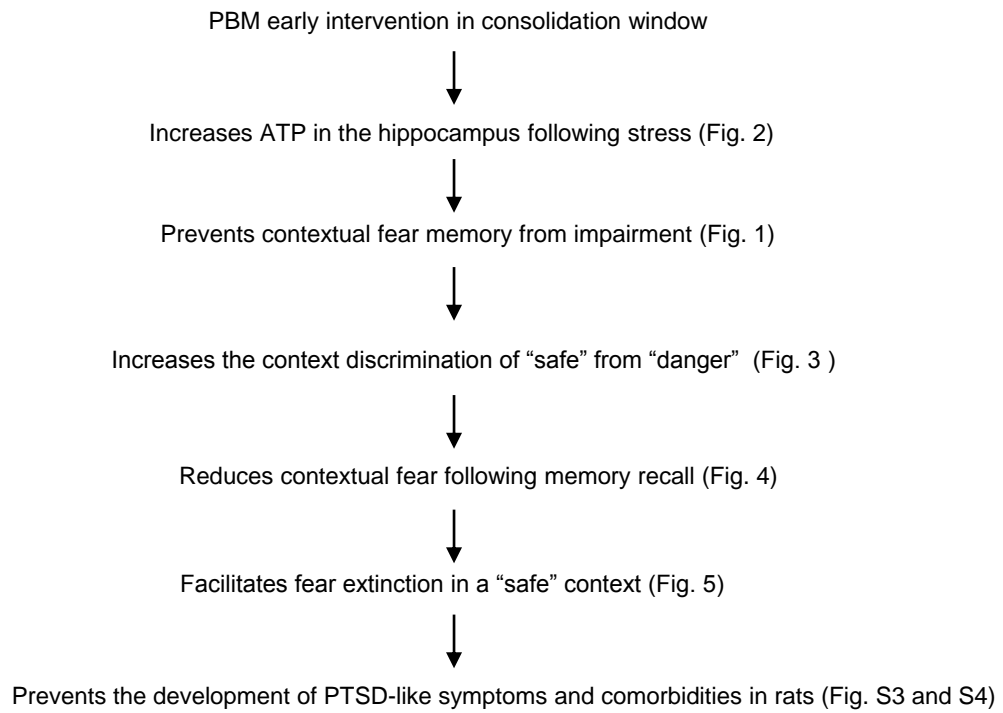 PBM early intervention in consolidation window
Increases ATP in the hippocampus following stress (Fig. 2)
Prevents contextual fear memory from impairment (Fig. 1)
Increases the context discrimination of “safe” from “danger” (Fig. 3 )
Reduces contextual fear following memory recall (Fig. 4)
Facilitates fear extinction in a “safe” context (Fig. 5)
Prevents the development of PTSD-like symptoms and comorbidities in rats (Fig. S3 and S4)